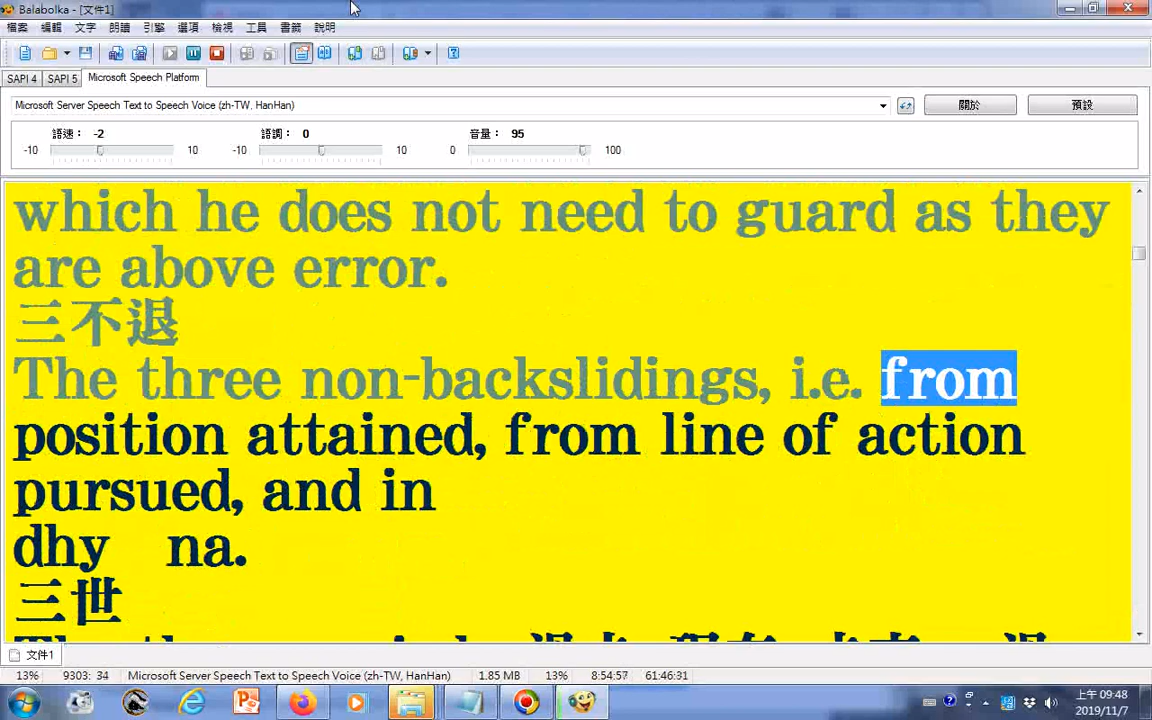 Balabolka - [文件1]
檔案 編輯 文字 朗讀 引擎 選項 檢視 工具 書籤 說明
SAPI 4 SAPI 5 Microsoft Speech Platform
Microsoft Server Speech Text to Speech Voice (zh-TW, HanHan) 關於 預設
語速： -2 語調： 0 音量： 95
-10 10 -10 10 0 100
which he does not need to guard as they
are above error.
三不退
The three non-backslidings, i.e. from
position attained, from line of action
pursued, and in
dhy na.
三世
文件1
13% 9303: 34 Microsoft Server Speech Text to Speech Voice (zh-TW, HanHan) 1.85 MB 13% 8:54:57 61:46:31
上午 09:48
2019/11/7